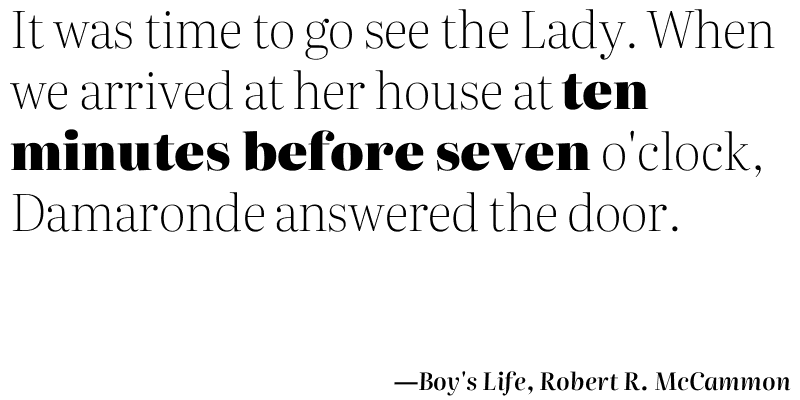 It was time to go see the Lady. When
we arrived at her house at ten
minutes before seven o'clock,
Damaronde answered the door.
—Boy's Life, Robert R. McCammon